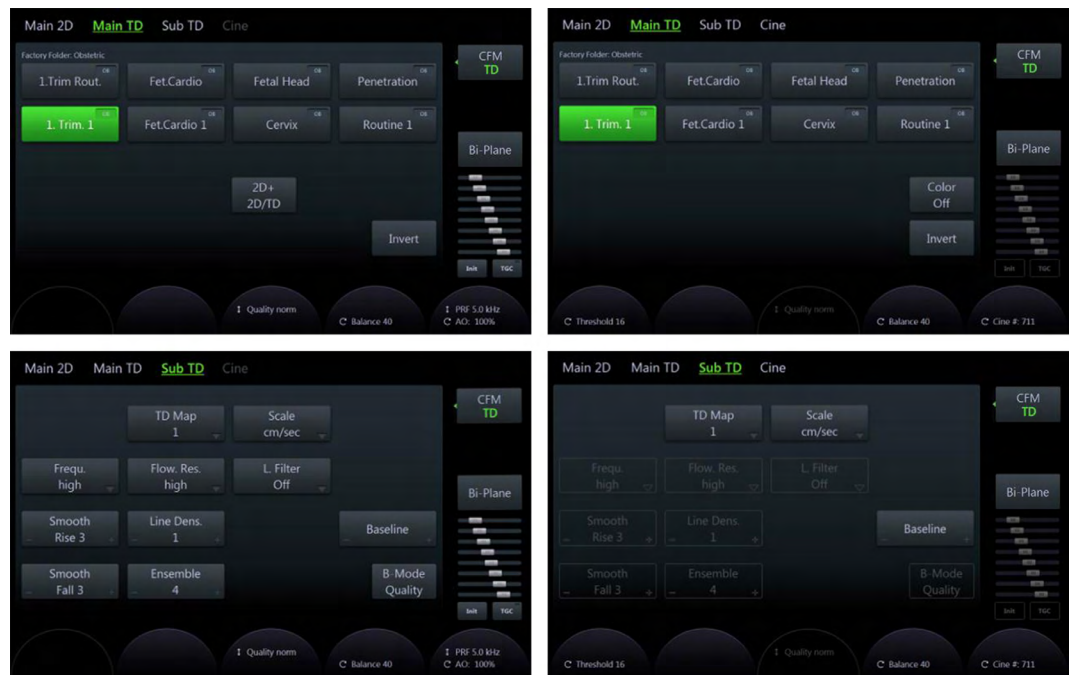 Main 2D Main TD Sub TD Cine
Factory Folder: Obstetric
CFM
TD
1.Trim Rout. Fet.Cardio Fetal Head Penetration
1. Trim. 1 Fet.Cardio 1 Cervix Routine 1
Bi-Plane
2D+
2D/TD
Invert
Init TGC
Quality norm
Balance 40
PRF 5.0 kHz
AO: 100%
Main 2D Main TD Sub TD Cine
Factory Folder: Obstetric
CFM
TD
1.Trim Rout. Fet.Cardio Fetal Head Penetration
1. Trim. 1 Fet.Cardio 1 Cervix Routine 1
Bi-Plane
Color
Off
Invert
Init TGC
Quality norm
Threshold 16 Balance 40 Cine #: 711
Main 2D Main TD Sub TD Cine
CFM
TD
TD Map Scale
1 cm/sec
Frequ. Flow. Res. L. Filter
high high Off
Bi-Plane
Smooth Line Dens.
Rise 3 1
Baseline
Smooth Ensemble B-Mode
Fall 3 4 Quality
Init TGC
Quality norm
Balance 40
PRF 5.0 kHz
AO: 100%
Main 2D Main TD Sub TD Cine
CFM
TD
TD Map Scale
1 cm/sec
Frequ. Flow. Res. L. Filter
high high Off
Bi-Plane
Smooth Line Dens.
Rise 3 1
Baseline
Smooth Ensemble B-Mode
Fall 3 4 Quality
Init TGC
Quality norm
Threshold 16 Balance 40 Cine #: 711